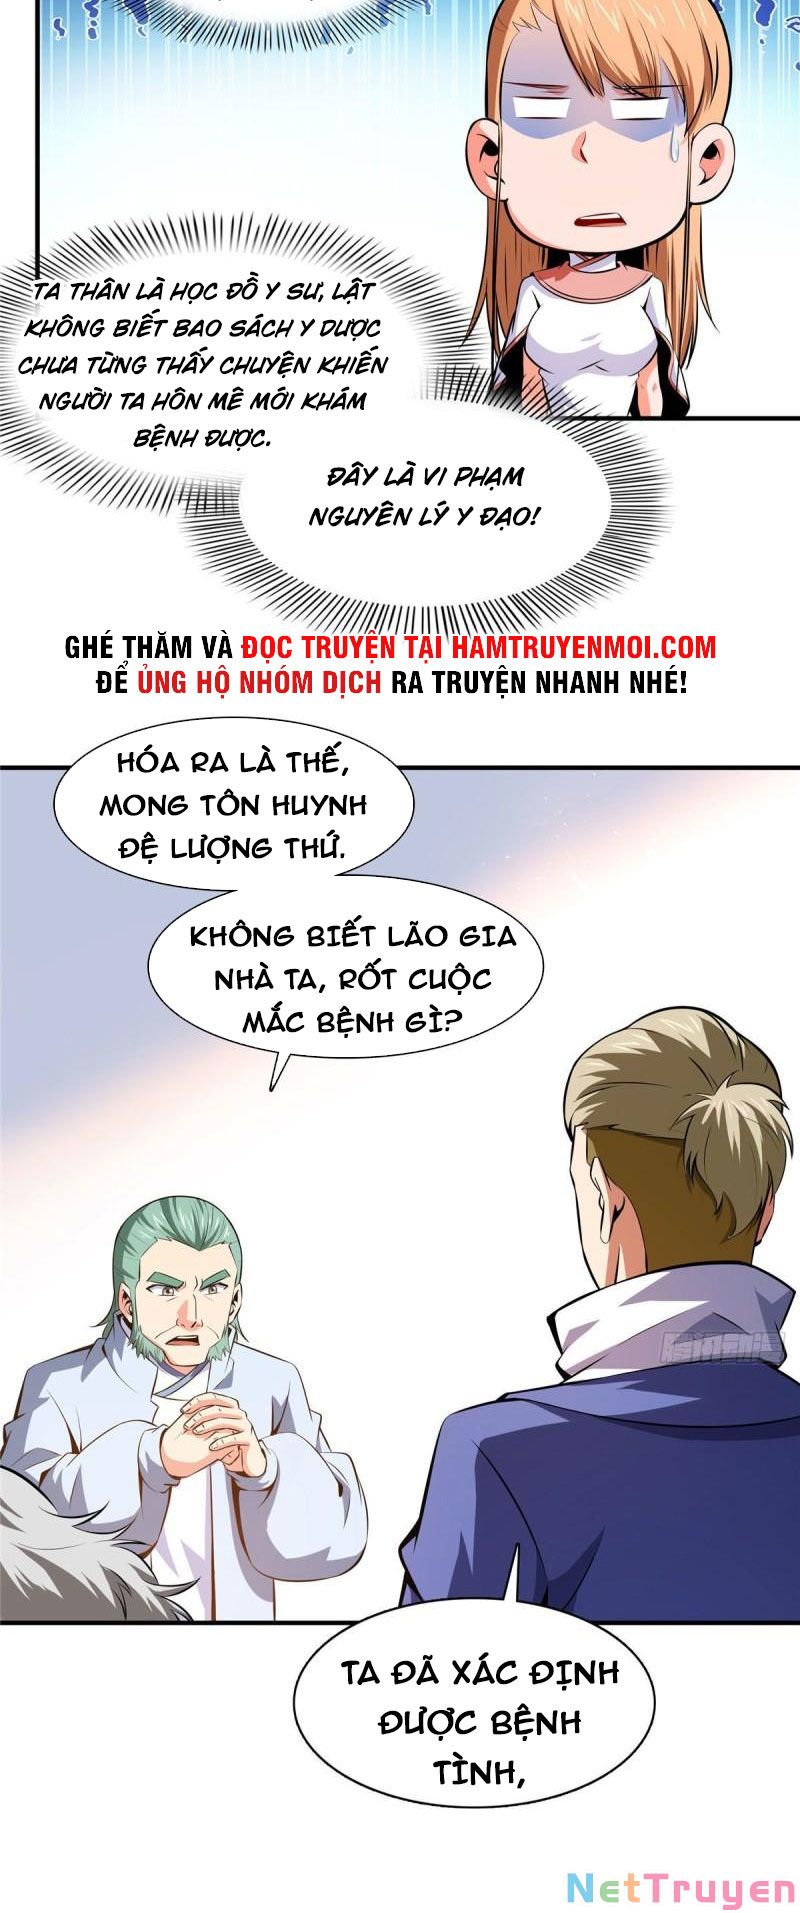 TA THÂN LÀ HỌC ĐỒ Y SƯ, LẬT
KHÔNG BIẾT BAO SÁCH Y DƯỢC
CHƯA TỪNG THẤY CHUYỆN KHIẾN
NGƯỜI TA HÔN MÊ MỚI KHÁM
BỆNH ĐƯỢC.
ĐÂY LÀ VI PHẠM
NGUYÊN LÝ Y ĐẠO!
GHÉ THĂM VÀ ĐỌC TRUYỆN TẠI HAMTRUYENMOI.COM
ĐỂ ỦNG HỘ NHÓM DỊCH RA TRUYỆN NHANH NHÉ!
HÓA RA LÀ THẾ,
MONG TÔN HUYNH
ĐỆ LƯỢNG THỨ.
KHÔNG BIẾT LÃO GIA
NHÀ TA, RỐT CUỘC
MẮC BỆNH GÌ?
腾讯动漫
TA ĐÃ XÁC ĐỊNH
ĐƯỢC BỆNH
TÌNH,
NetTruyen